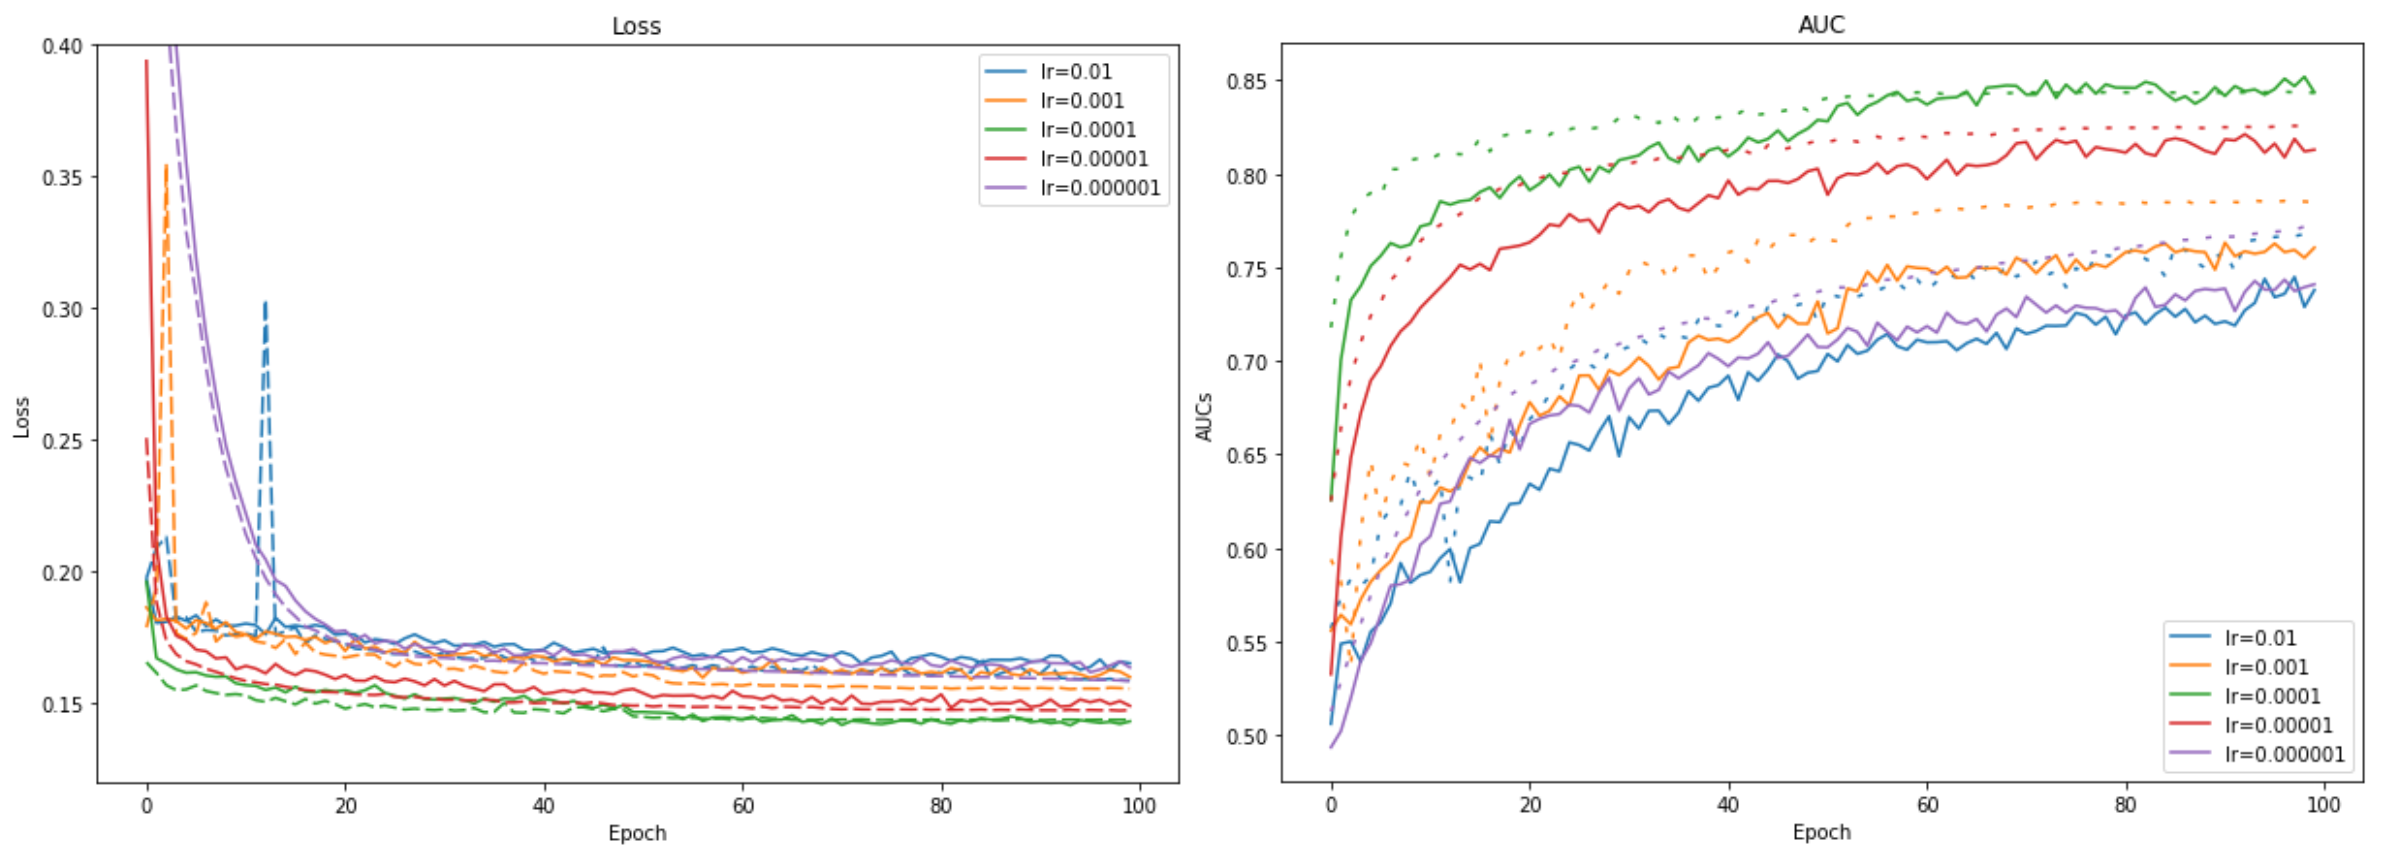 Loss
0.40
0.35
0.30
0.25
0.20
0.15
Loss
0 20 40 60 80 100
Epoch
lr=0.01
lr=0.001
lr=0.0001
lr=0.00001
lr=0.000001
AUC
0.85
0.80
0.75
0.70
0.65
0.60
0.55
0.50
AUCs
0 20 40 60 80 100
Epoch
lr=0.01
lr=0.001
lr=0.0001
lr=0.00001
lr=0.000001